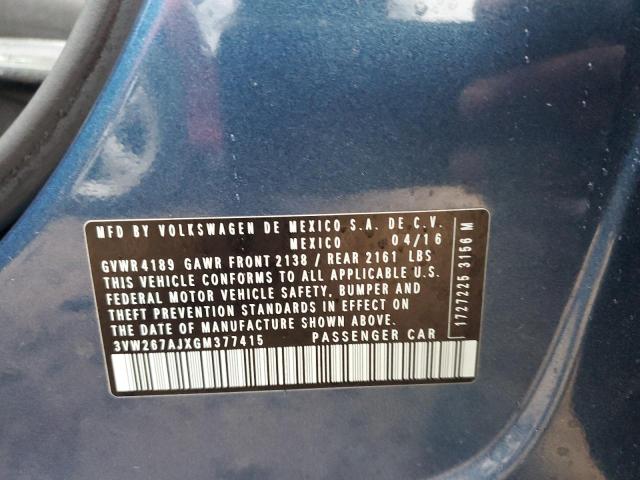 MFD BY VOLKSWAGEN DE MEXICO S.A. DE C.V.
MEXICO 04/16
GVWR 4189 GAWR FRONT 2138 / REAR 2161 LBS
THIS VEHICLE CONFORMS TO ALL APPLICABLE U.S.
FEDERAL MOTOR VEHICLE SAFETY, BUMPER AND
THEFT PREVENTION STANDARDS IN EFFECT ON
THE DATE OF MANUFACTURE SHOWN ABOVE.
3VW267AJXGM377415 PASSENGER CAR
1727225 3156 M